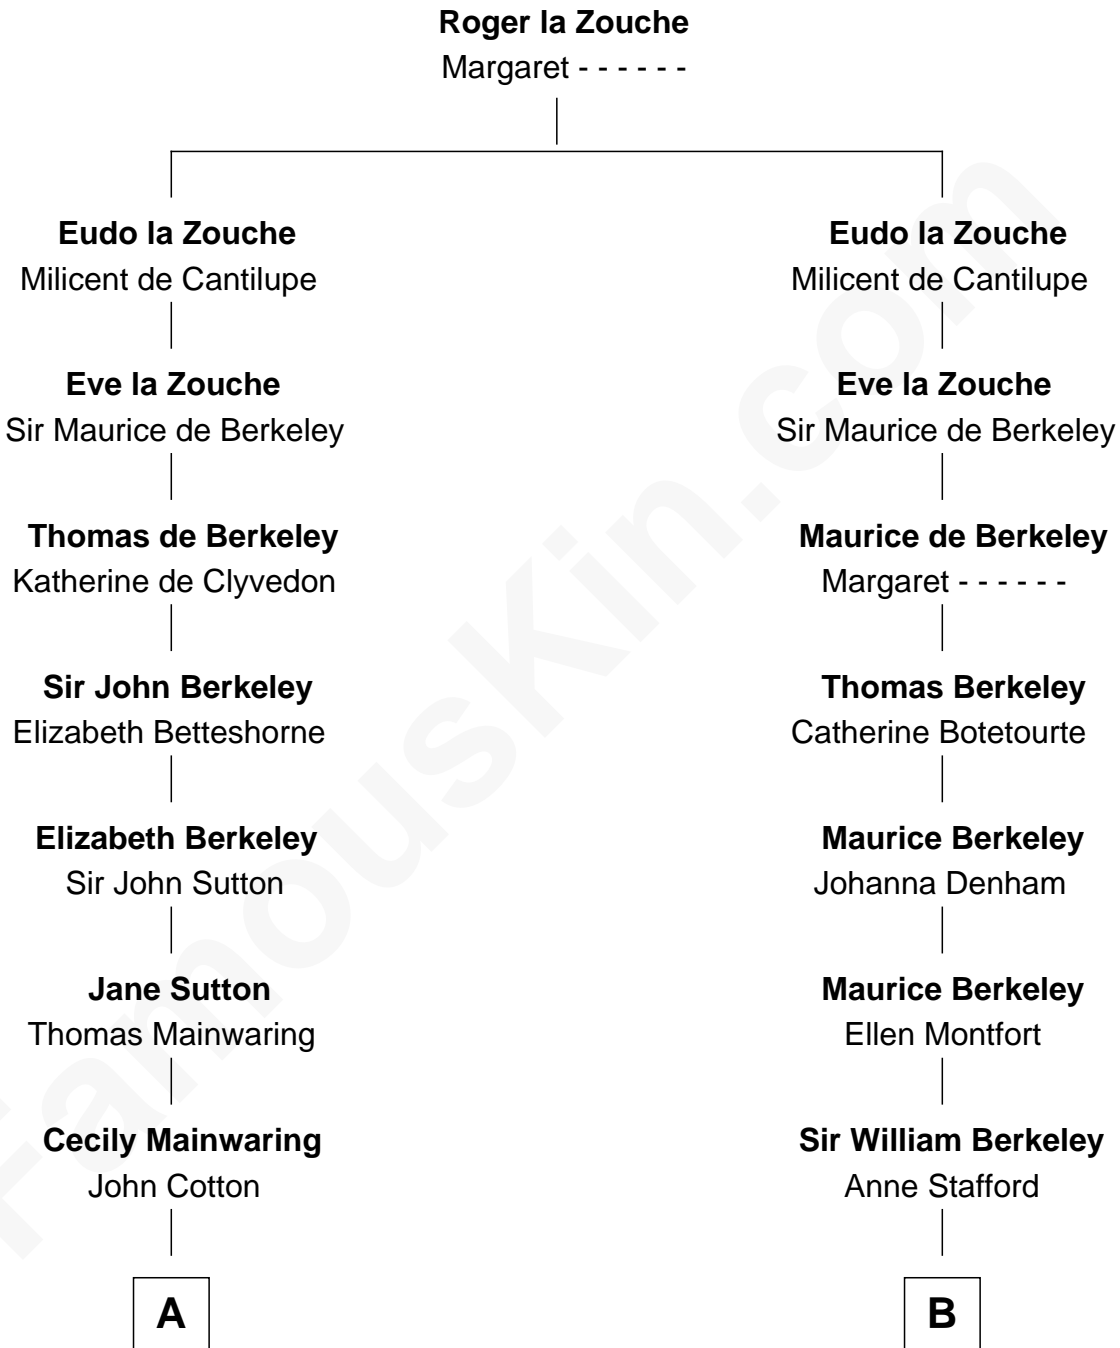 Roger la Zouche
Margaret - - - - - -
Eudo la Zouche
Milicent de Cantilupe
Eve la Zouche
Sir Maurice de Berkeley
Thomas de Berkeley
Katherine de Clyvedon
Sir John Berkeley
Elizabeth Betteshorne
Elizabeth Berkeley
Sir John Sutton
Jane Sutton
Thomas Mainwaring
Cecily Mainwaring
John Cotton
A
Eudo la Zouche
Milicent de Cantilupe
Eve la Zouche
Sir Maurice de Berkeley
Maurice de Berkeley
Margaret - - - - - -
Thomas Berkeley
Catherine Botetourte
Maurice Berkeley
Johanna Denham
Maurice Berkeley
Ellen Montfort
Sir William Berkeley
Anne Stafford
B
FamousKin.com